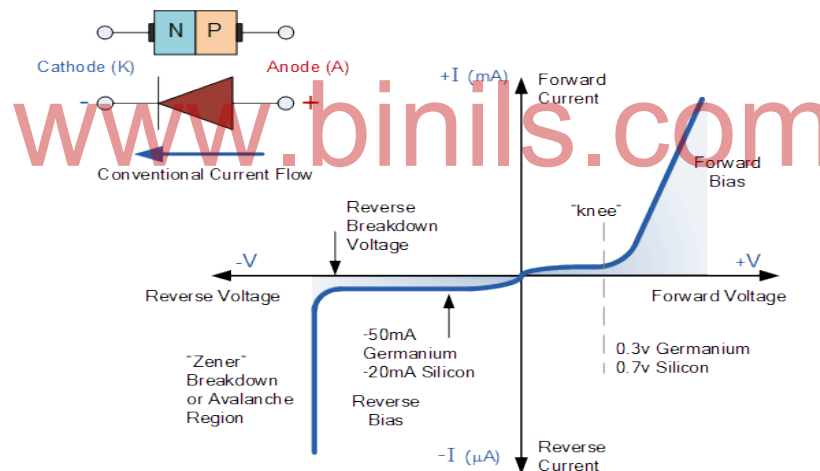 N P
Cathode (K)
Anode (A)
-
+
www.binils.com
Conventional Current Flow
+I (mA)
Forward
Current
Forward
Bias
"knee"
Reverse
Breakdown
Voltage
-V
+V
Reverse Voltage
Forward Voltage
-50mA
Germanium
-20mA Silicon
0.3v Germanium
0.7v Silicon
"Zener"
Breakdown
or Avalanche
Region
Reverse
Bias
-I (μA)
Reverse
Current